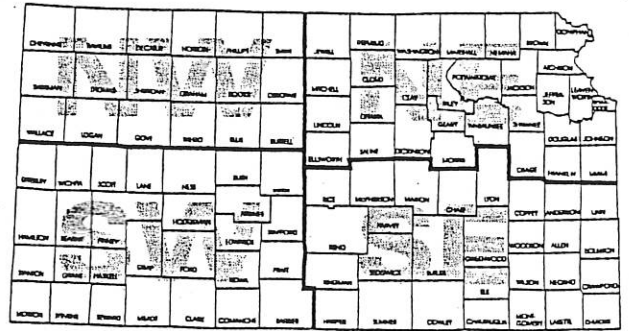 CHEYENNE RAWLINS DECATUR NORTON PHILLIPS SMITH JEWELL REPUBLIC WASHINGTON MARSHALL NEMAHA BROWN DONIPHAN
SHERMAN THOMAS SHERIDAN GRAHAM ROOKS OSBORNE MITCHELL CLOUD CLAY RILEY POTTAWATOMIE JACKSON ATCHISON
JEFFERSON LEAVENWORTH
WALLACE LOGAN GOVE TREGO ELLIS RUSSELL LINCOLN OTTAWA GEARY WABAUNSEE SHAWNEE DOUGLAS JOHNSON
ELLSWORTH SALINE DICKINSON MORRIS OSAGE FRANKLIN MIAMI
GREELEY WICHITA SCOTT LANE NESS RUSH RICE MCPHERSON MARION CHASE LYON COFFEY ANDERSON LINN
HAMILTON KEARNY FINNEY HODGEMAN PAWNEE STAFFORD RENO HARVEY GREENWOOD WOODSON ALLEN BOURBON
STANTON GRANT HASKELL GRAY FORD EDWARDS KIOWA PRATT KINGMAN SEDGWICK BUTLER ELK WILSON NEOSHO CRAWFORD
MORTON STEVENS SEWARD MEADE CLARK COMANCHE BARBER HARPER SUMNER COWLEY CHAUTAUQUA MONTGOMERY LABETTE CHEROKEE
NW
SW